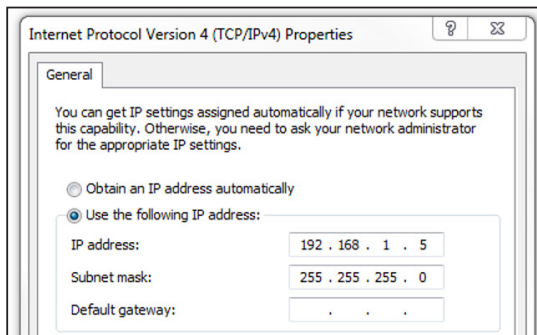 Internet Protocol Version 4 (TCP/IPv4) Properties
General
You can get IP settings assigned automatically if your network supports
this capability. Otherwise, you need to ask your network administrator
for the appropriate IP settings.
Obtain an IP address automatically
Use the following IP address:
IP address: 192 . 168 . 1 . 5
Subnet mask: 255 . 255 . 255 . 0
Default gateway: . . .